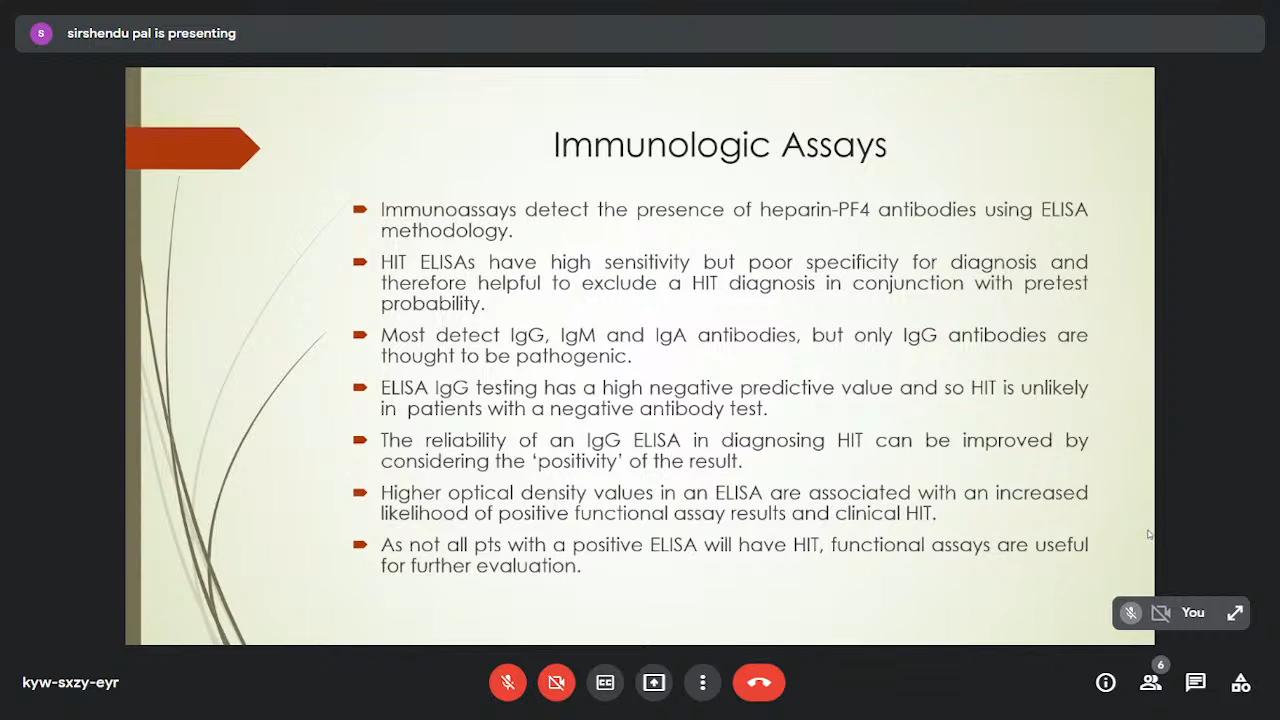 S
sirshendu pal is presenting
Immunologic Assays
Immunoassays detect the presence of heparin-PF4 antibodies using ELISA
methodology.
HIT ELISAs have high sensitivity but poor specificity for diagnosis and
therefore helpful to exclude a HIT diagnosis in conjunction with pretest
probability.
Most detect IgG, IgM and IgA antibodies, but only IgG antibodies are
thought to be pathogenic.
ELISA IgG testing has a high negative predictive value and so HIT is unlikely
in patients with a negative antibody test.
The reliability of an IgG ELISA in diagnosing HIT can be improved by
considering the ‘positivity’ of the result.
Higher optical density values in an ELISA are associated with an increased
likelihood of positive functional assay results and clinical HIT.
As not all pts with a positive ELISA will have HIT, functional assays are useful
for further evaluation.
You
kyw-sxzy-eyr
CC
6